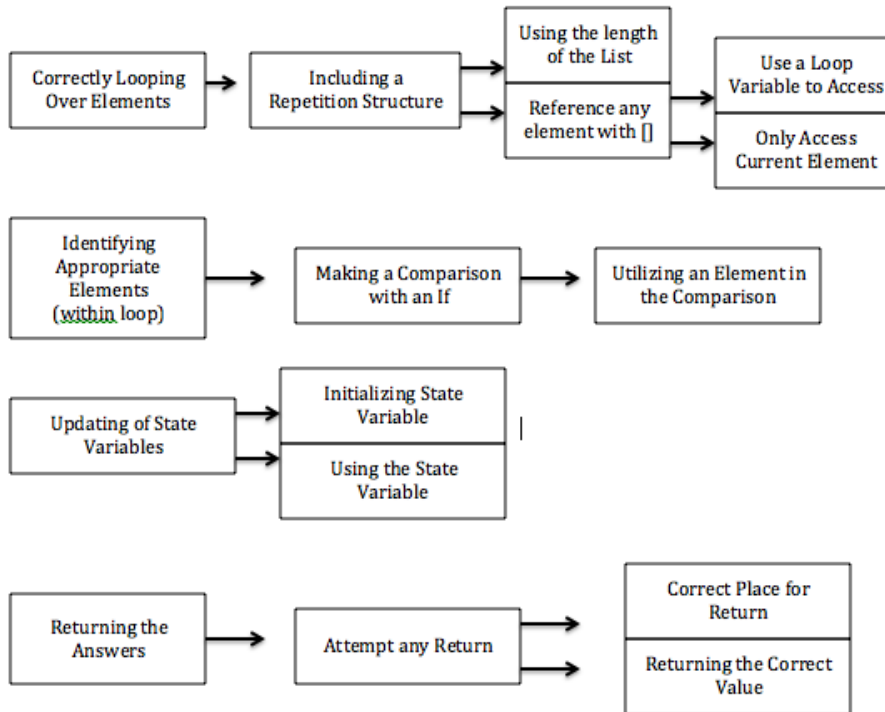 Correctly Looping
Over Elements
Including a
Repetition Structure
Using the length
of the List
Reference any
element with []
Use a Loop
Variable to Access
Only Access
Current Element
Identifying
Appropriate
Elements
(within loop)
Making a Comparison
with an If
Utilizing an Element in
the Comparison
Updating of State
Variables
Initializing State
Variable
Using the State
Variable
Returning the
Answers
Attempt any Return
Correct Place for
Return
Returning the Correct
Value